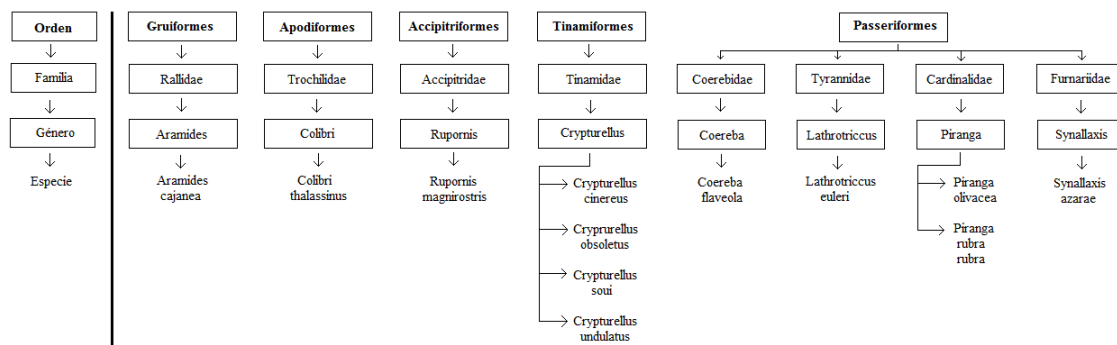 Orden
Gruiformes
Apodiformes
Accipitriformes
Tinamiformes
Passeriformes
Familia
Rallidae
Trochilidae
Accipitridae
Tinamidae
Coerebidae
Tyrannidae
Cardinalidae
Furnariidae
Género
Aramides
Colibri
Rupornis
Crypturellus
Coereba
Lathrotriccus
Piranga
Synallaxis
Especie
Aramides
cajanea
Colibri
thalassinus
Rupornis
magnirostris
Crypturellus
cinereus
Cryprurellus
obsoletus
Crypturellus
soui
Crypturellus
undulatus
Coereba
flaveola
Lathrotriccus
euleri
Piranga
olivacea
Piranga
rubra
rubra
Synallaxis
azarae